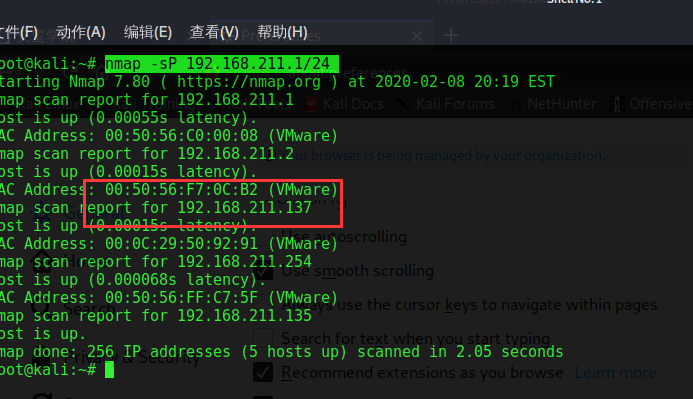 Shell No. 1
文件(F) 动作(A) 编辑(E) 查看(V) 帮助(H)
oot@kali:~# nmap -sP 192.168.211.1/24
tarting Nmap 7.80 ( https://nmap.org ) at 2020-02-08 20:19 EST
map scan report for 192.168.211.1
ost is up (0.00055s latency).
AC Address: 00:50:56:C0:00:08 (VMware)
map scan report for 192.168.211.2
ost is up (0.00015s latency).
AC Address: 00:50:56:F7:0C:B2 (VMware)
map scan report for 192.168.211.137
ost is up (0.00015s latency).
AC Address: 00:0C:29:50:92:91 (VMware)
map scan report for 192.168.211.254
ost is up (0.000068s latency).
AC Address: 00:50:56:FF:C7:5F (VMware)
map scan report for 192.168.211.135
ost is up.
map done: 256 IP addresses (5 hosts up) scanned in 2.05 seconds
oot@kali:~#
Kali Docs Kali Forums NetHunter Offensive
our browser is being managed by your organization.
Use autoscrolling
Use smooth scrolling
Always use the cursor keys to navigate within pages
Search for text when you start typing
Recommend extensions as you browse Learn more
Search
Privacy & Security